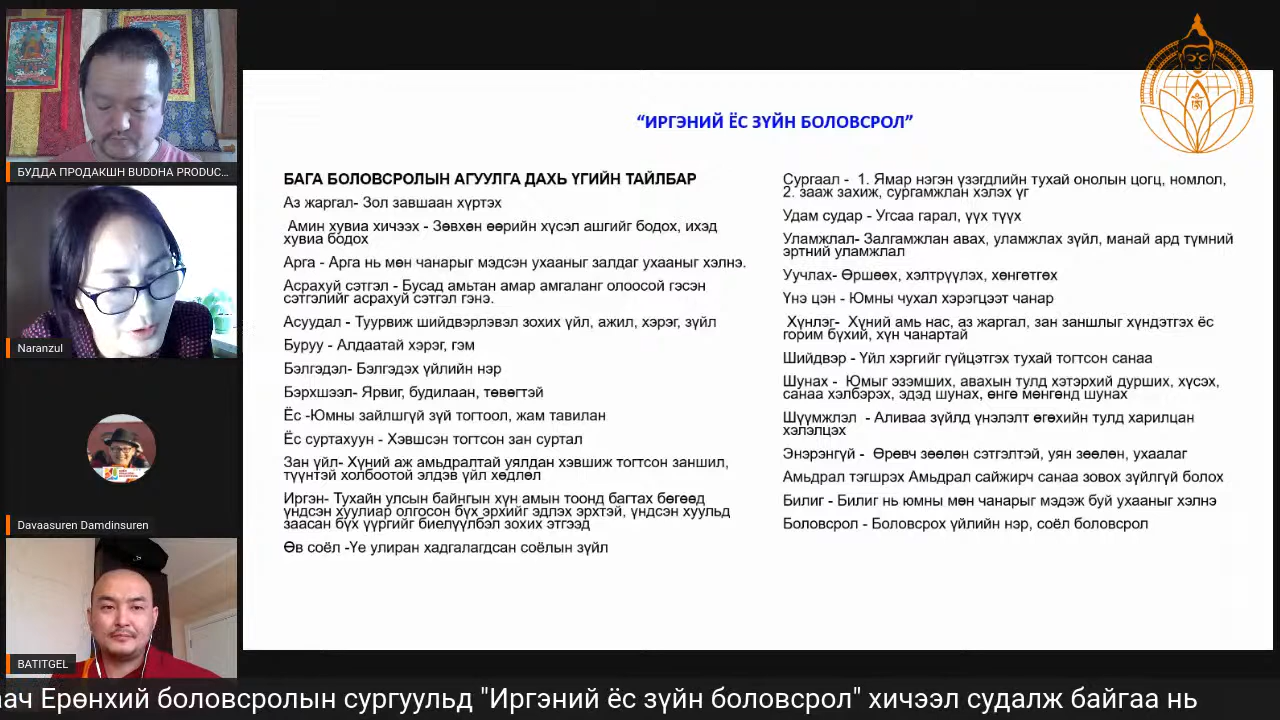 “ИРГЭНИЙ ЁС ЗҮЙН БОЛОВСРОЛ”
БАГА БОЛОВСРОЛЫН АГУУЛГА ДАХЬ ҮГИЙН ТАЙЛБАР
Аз жаргал- Зол завшаан хүртэх
Амин хувиа хичээх - Зөвхөн өөрийн хүсэл ашгийг бодох, ихэд
хувиа бодох
Арга - Арга нь мөн чанарыг мэдсэн ухааныг залдаг ухааныг хэлнэ.
Асрахуй сэтгэл - Бусад амьтан амар амгаланг олоосой гэсэн
сэтгэлийг асрахуй сэтгэл гэнэ.
Асуудал - Туурвиж шийдвэрлэвэл зохих үйл, ажил, хэрэг, зүйл
Буруу - Алдаатай хэрэг, гэм
Бэлгэдэл- Бэлгэдэх үйлийн нэр
Бэрхшээл- Ярвиг, будилаан, төвөгтэй
Ёс -Юмны зайлшгүй зүй тогтоол, жам тавилан
Ёс суртахуун - Хэвшсэн тогтсон зан суртал
Зан үйл- Хүний аж амьдралтай уялдан хэвшиж тогтсон заншил,
түүнтэй холбоотой элдэв үйл хөдлөл
Иргэн- Тухайн улсын байнгын хүн амын тоонд багтах бөгөөд
үндсэн хуулиар олгосон бүх эрхийг эдлэх эрхтэй, үндсэн хуульд
заасан бүх үүргийг биелүүлбэл зохих этгээд
Өв соёл -Үе улиран хадгалагдсан соёлын зүйл
Сургаал - 1. Ямар нэгэн үзэгдлийн тухай онолын цогц, номлол,
2. зааж захиж, сургамжлан хэлэх үг
Удам судар - Угсаа гарал, үүх түүх
Уламжлал- Залгамжлан авах, уламжлах зүйл, манай ард түмний
эртний уламжлал
Уучлах- Өршөөх, хэлтрүүлэх, хөнгөтгөх
Үнэ цэн - Юмны чухал хэрэгцээт чанар
Хүнлэг- Хүний амь нас, аз жаргал, зан заншлыг хүндэтгэх ёс
горим бүхий, хүн чанартай
Шийдвэр - Үйл хэргийг гүйцэтгэх тухай тогтсон санаа
Шунах - Юмыг эзэмших, авахын тулд хэтэрхий дурших, хүсэх,
санаа хэлбэрэх, эдэд шунах, өнгө мөнгөнд шунах
Шүүмжлэл - Аливаа зүйлд үнэлэлт өгөхийн тулд харилцан
хэлэлцэх
Энэрэнгүй - Өрөвч зөөлөн сэтгэлтэй, уян зөөлөн, ухаалаг
Амьдрал тэгшрэх Амьдрал сайжирч санаа зовох зүйлгүй болох
Билиг - Билиг нь юмны мөн чанарыг мэдэж буй ухааныг хэлнэ
Боловсрол - Боловсрох үйлийн нэр, соёл боловсрол
БУДДА ПРОДАКШН BUDDHA PRODUC...
Naranzul
Davaasuren Damdinsuren
BATITGEL
аач Ерөнхий боловсролын сургуульд "Иргэний ёс зүйн боловсрол" хичээл судалж байгаа нь